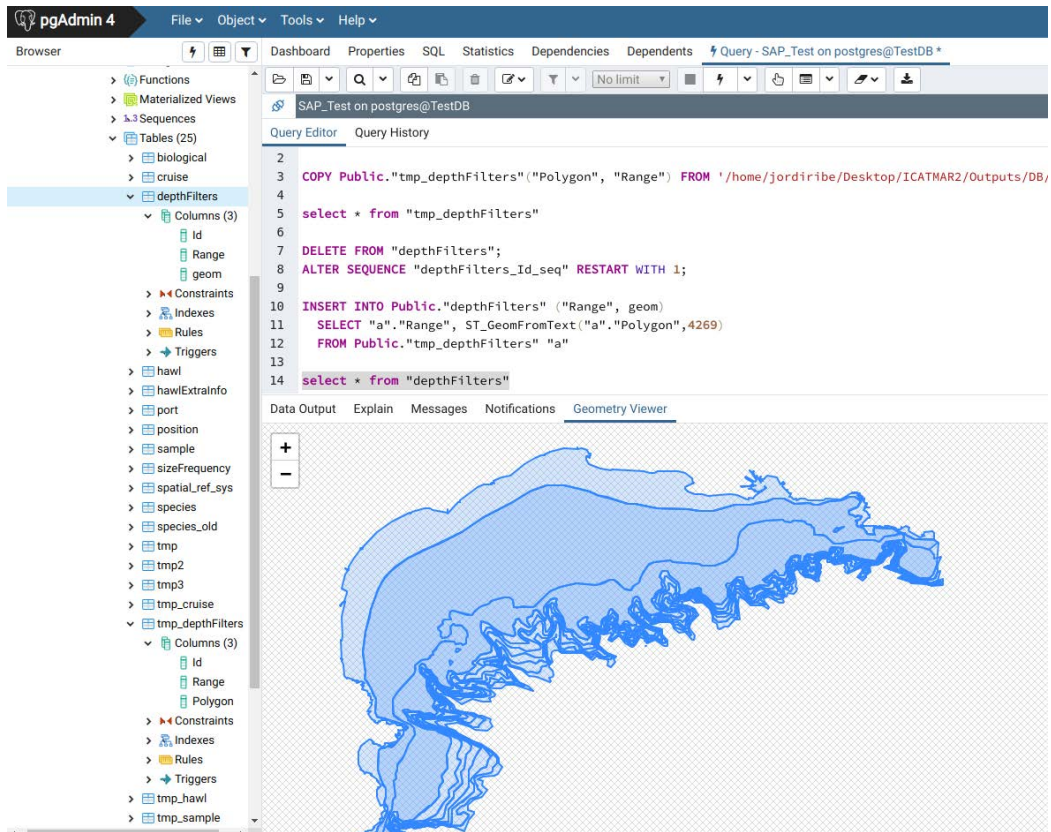 pgAdmin 4
File
Object
Tools
Help
Browser
Dashboard
Properties
SQL
Statistics
Dependencies
Dependents
Query - SAP_Test on postgres@TestDB *
No limit
SAP_Test on postgres@TestDB
Query Editor
Query History
(ε) Functions
Materialized Views
1..3 Sequences
Tables (25)
biological
cruise
depthFilters
Columns (3)
Id
Range
geom
Constraints
Indexes
Rules
Triggers
hawl
hawlExtraInfo
port
position
sample
sizeFrequency
spatial_ref_sys
species
species_old
tmp
tmp2
tmp3
tmp_cruise
tmp_depthFilters
Columns (3)
Id
Range
Polygon
Constraints
Indexes
Rules
Triggers
tmp_hawl
tmp_sample
2
3 COPY Public."tmp_depthFilters"("Polygon", "Range") FROM '/home/jordiribe/Desktop/ICATMAR2/Outputs/DB/
4
5 select * from "tmp_depthFilters"
6
7 DELETE FROM "depthFilters";
8 ALTER SEQUENCE "depthFilters_Id_seq" RESTART WITH 1;
9
10 INSERT INTO Public."depthFilters" ("Range", geom)
11 SELECT "a"."Range", ST_GeomFromText("a"."Polygon",4269)
12 FROM Public."tmp_depthFilters" "a"
13
14 select * from "depthFilters"
Data Output
Explain
Messages
Notifications
Geometry Viewer
+
−